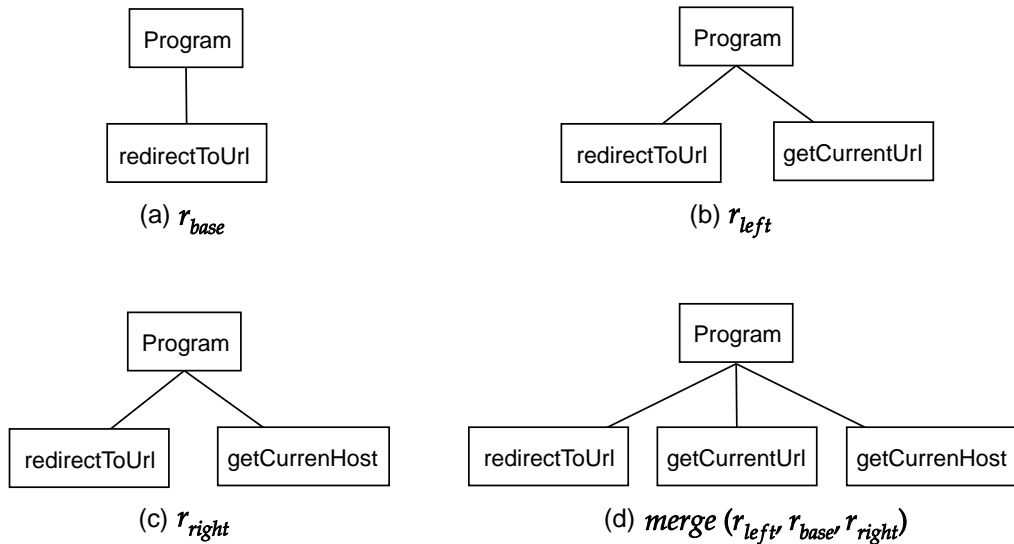 Program
redirectToUrl
(a) r_base
Program
redirectToUrl getCurrentUrl
(b) r_left
Program
redirectToUrl getCurrenHost
(c) r_right
Program
redirectToUrl getCurrentUrl getCurrenHost
(d) merge (r_left, r_base, r_right)